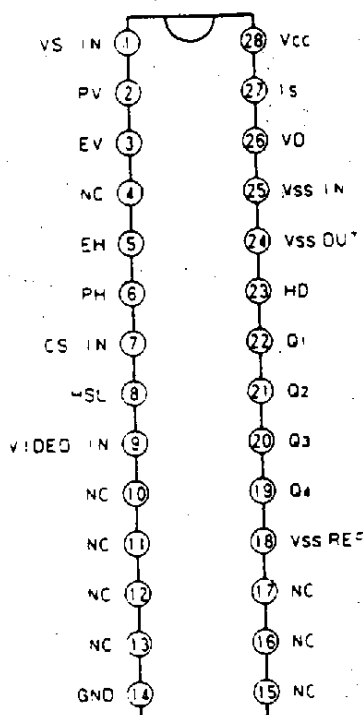 VS IN 1 28 Vcc
PV 2 27 IS
EV 3 26 VD
NC 4 25 VSS IN
EH 5 24 VSS OUT
PH 6 23 HD
CS IN 7 22 Q1
HSL 8 21 Q2
VIDEO IN 9 20 Q3
NC 10 19 Q4
NC 11 18 VSS REF
NC 12 17 NC
NC 13 16 NC
GND 14 15 NC